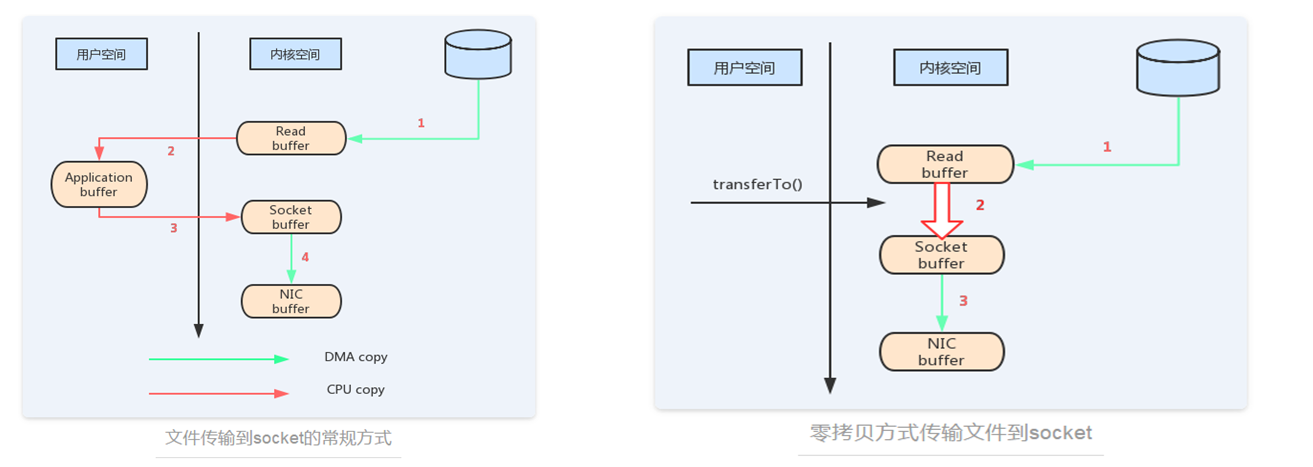 用户空间
内核空间
1
Read
buffer
2
Application
buffer
Socket
buffer
3
4
NIC
buffer
DMA copy
CPU copy
文件传输到socket的常规方式
用户空间
内核空间
1
Read
buffer
transferTo()
2
Socket
buffer
3
NIC
buffer
零拷贝方式传输文件到socket